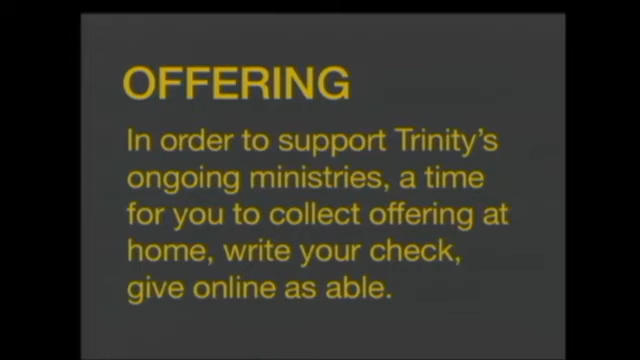 OFFERING
In order to support Trinity’s
ongoing ministries, a time
for you to collect offering at
home, write your check,
give online as able.